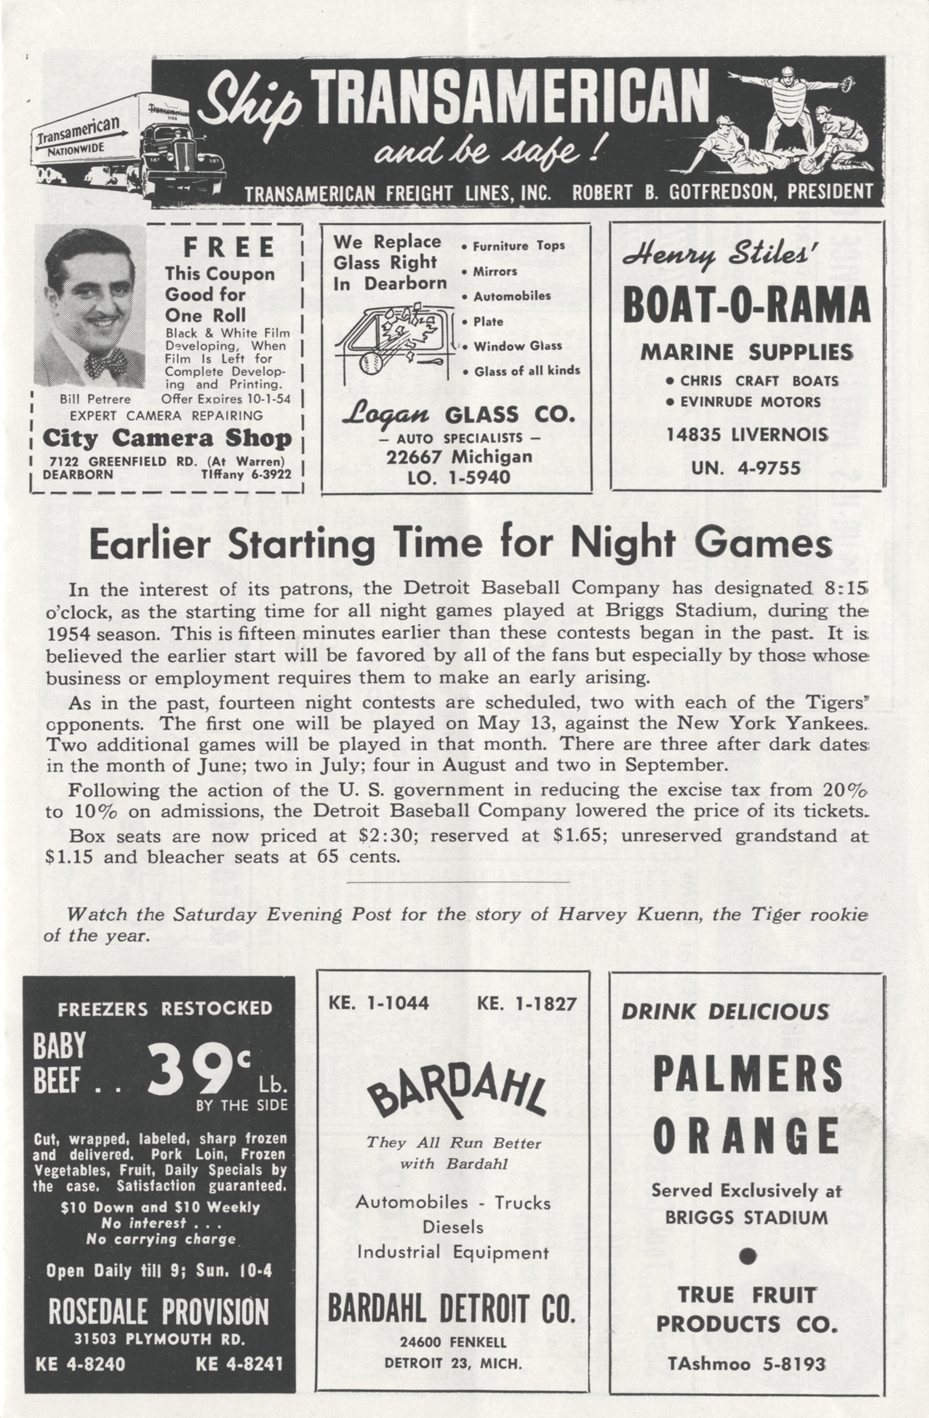 Transamerican
NATIONWIDE
Transamerican
Ship TRANSAMERICAN
and be safe!
TRANSAMERICAN FREIGHT LINES, INC. ROBERT B. GOTFREDSON, PRESIDENT
FREE
This Coupon
Good for
One Roll
Black & White Film
Developing, When
Film Is Left for
Complete Develop-
ing and Printing.
Bill Petrere Offer Expires 10-1-54
EXPERT CAMERA REPAIRING
City Camera Shop
7122 GREENFIELD RD. (At Warren)
DEARBORN TIffany 6-3922
We Replace
Glass Right
In Dearborn
• Furniture Tops
• Mirrors
• Automobiles
• Plate
• Window Glass
• Glass of all kinds
Logan GLASS CO.
— AUTO SPECIALISTS —
22667 Michigan
LO. 1-5940
Henry Stiles'
BOAT-O-RAMA
MARINE SUPPLIES
• CHRIS CRAFT BOATS
• EVINRUDE MOTORS
14835 LIVERNOIS
UN. 4-9755
Earlier Starting Time for Night Games
In the interest of its patrons, the Detroit Baseball Company has designated 8:15
o'clock, as the starting time for all night games played at Briggs Stadium, during the
1954 season. This is fifteen minutes earlier than these contests began in the past. It is
believed the earlier start will be favored by all of the fans but especially by those whose
business or employment requires them to make an early arising.
As in the past, fourteen night contests are scheduled, two with each of the Tigers"
opponents. The first one will be played on May 13, against the New York Yankees.
Two additional games will be played in that month. There are three after dark dates
in the month of June; two in July; four in August and two in September.
Following the action of the U. S. government in reducing the excise tax from 20%
to 10% on admissions, the Detroit Baseball Company lowered the price of its tickets.
Box seats are now priced at $2:30; reserved at $1.65; unreserved grandstand at
$1.15 and bleacher seats at 65 cents.
Watch the Saturday Evening Post for the story of Harvey Kuenn, the Tiger rookie
of the year.
FREEZERS RESTOCKED
BABY
BEEF . . 39c Lb.
BY THE SIDE
Cut, wrapped, labeled, sharp frozen
and delivered. Pork Loin, Frozen
Vegetables, Fruit, Daily Specials by
the case. Satisfaction guaranteed.
$10 Down and $10 Weekly
No interest . . .
No carrying charge
Open Daily till 9; Sun. 10-4
ROSEDALE PROVISION
31503 PLYMOUTH RD.
KE 4-8240 KE 4-8241
KE. 1-1044 KE. 1-1827
BARDAHL
They All Run Better
with Bardahl
Automobiles - Trucks
Diesels
Industrial Equipment
BARDAHL DETROIT CO.
24600 FENKELL
DETROIT 23, MICH.
DRINK DELICIOUS
PALMERS
ORANGE
Served Exclusively at
BRIGGS STADIUM
•
TRUE FRUIT
PRODUCTS CO.
TAshmoo 5-8193